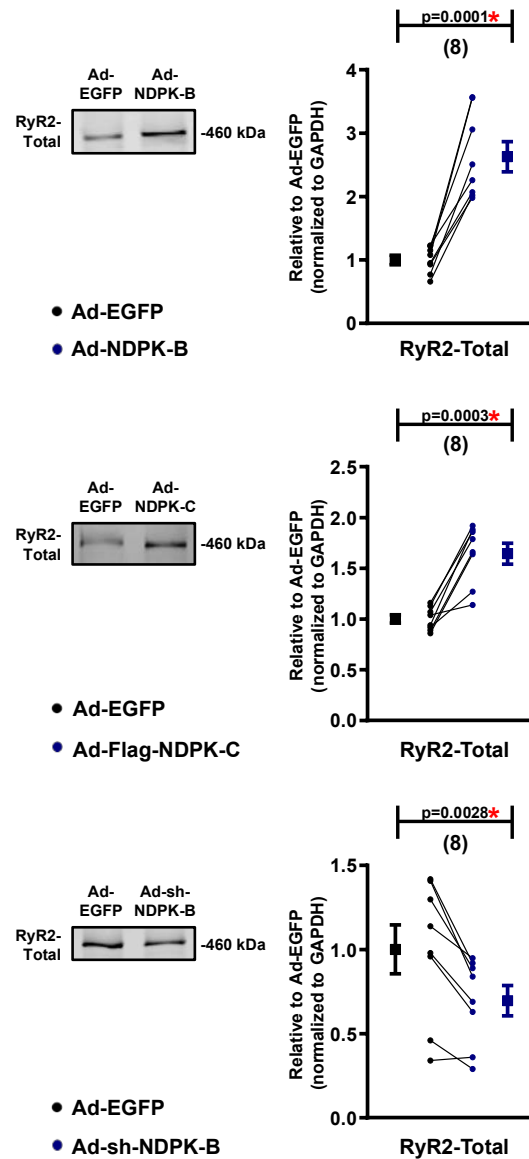 p=0.0001*
(8)
Ad-
EGFP
Ad-
NDPK-B
RyR2-
Total
-460 kDa
Relative to Ad-EGFP
(normalized to GAPDH)
4
3
2
1
0
RyR2-Total
● Ad-EGFP
● Ad-NDPK-B
p=0.0003*
(8)
Ad-
EGFP
Ad-
NDPK-C
RyR2-
Total
-460 kDa
Relative to Ad-EGFP
(normalized to GAPDH)
2.5
2.0
1.5
1.0
0.5
0.0
RyR2-Total
● Ad-EGFP
● Ad-Flag-NDPK-C
p=0.0028*
(8)
Ad-
EGFP
Ad-sh-
NDPK-B
RyR2-
Total
-460 kDa
Relative to Ad-EGFP
(normalized to GAPDH)
1.5
1.0
0.5
0.0
RyR2-Total
● Ad-EGFP
● Ad-sh-NDPK-B